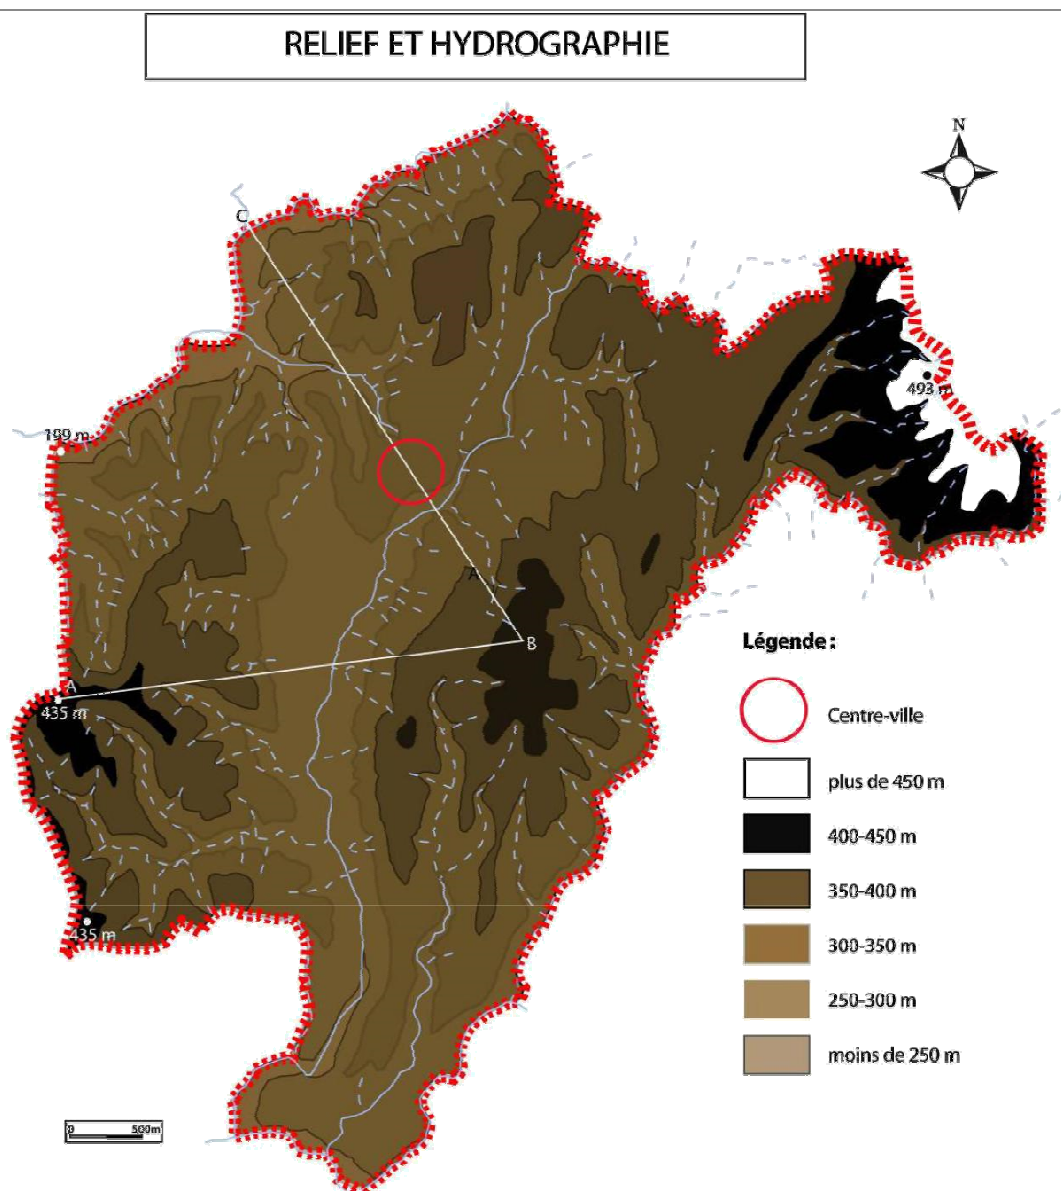 RELIEF ET HYDROGRAPHIE
N
C
493 m
199 m
A
B
A
435 m
Légende :
Centre-ville
plus de 450 m
400-450 m
350-400 m
435 m
300-350 m
250-300 m
moins de 250 m
0 500m